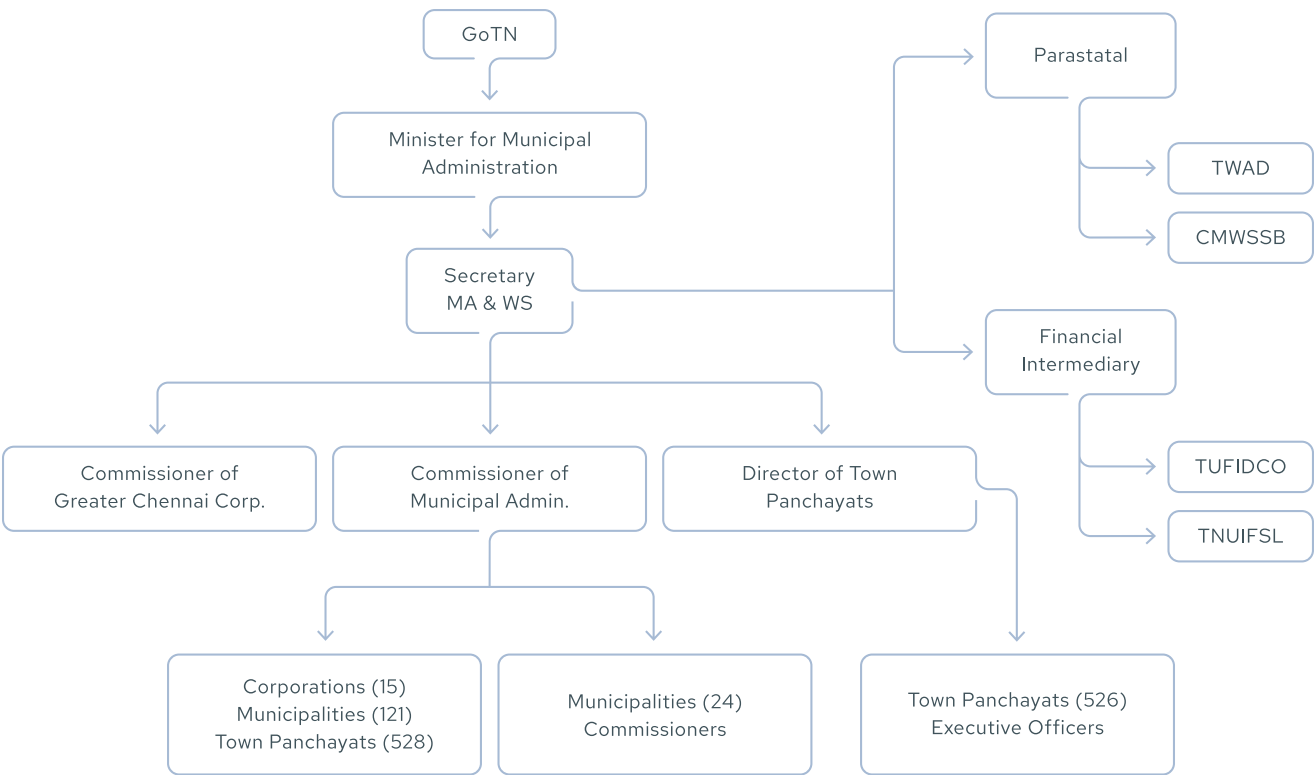 GoTN
Minister for Municipal
Administration
Secretary
MA & WS
Parastatal
TWAD
CMWSSB
Financial
Intermediary
TUFIDCO
TNUIFSL
Commissioner of
Greater Chennai Corp.
Commissioner of
Municipal Admin.
Director of Town
Panchayats
Corporations (15)
Municipalities (121)
Town Panchayats (528)
Municipalities (24)
Commissioners
Town Panchayats (526)
Executive Officers